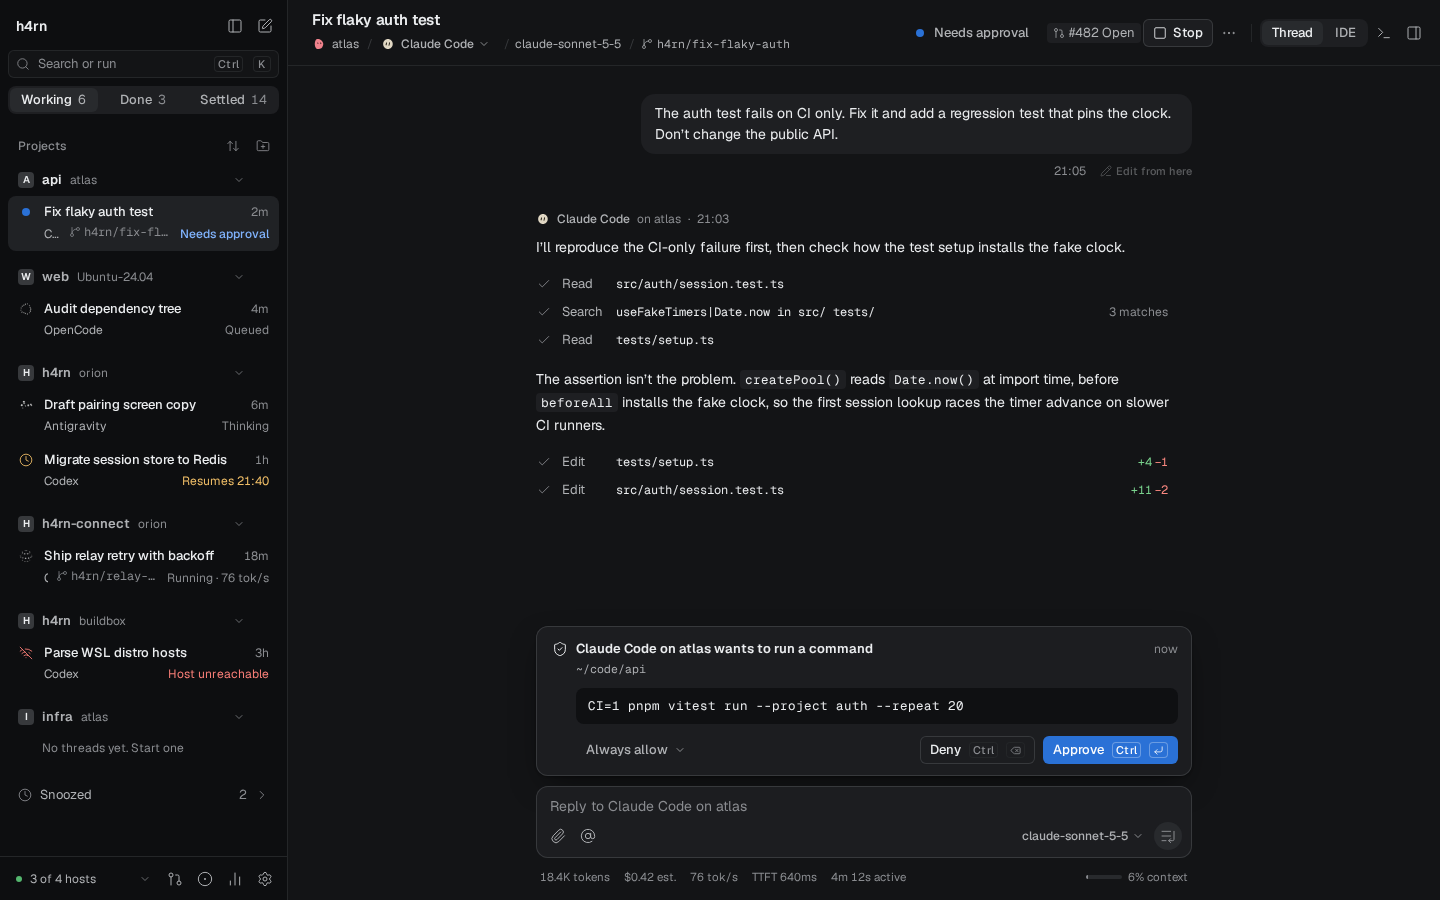 h4rn
Search or run Ctrl K
Working 6 Done 3 Settled 14
Projects
A api atlas
Fix flaky auth test 2m
C… h4rn/fix-fl… Needs approval
W web Ubuntu-24.04
Audit dependency tree 4m
OpenCode Queued
H h4rn orion
Draft pairing screen copy 6m
Antigravity Thinking
Migrate session store to Redis 1h
Codex Resumes 21:40
H h4rn-connect orion
Ship relay retry with backoff 18m
h4rn/relay-… Running · 76 tok/s
H h4rn buildbox
Parse WSL distro hosts 3h
Codex Host unreachable
I infra atlas
No threads yet. Start one
Snoozed 2
3 of 4 hosts
Fix flaky auth test
atlas / Claude Code / claude-sonnet-5-5 / h4rn/fix-flaky-auth
Needs approval #482 Open Stop ··· Thread IDE
The auth test fails on CI only. Fix it and add a regression test that pins the clock.
Don’t change the public API.
21:05 Edit from here
Claude Code on atlas · 21:03
I’ll reproduce the CI-only failure first, then check how the test setup installs the fake clock.
Read src/auth/session.test.ts
Search useFakeTimers|Date.now in src/ tests/ 3 matches
Read tests/setup.ts
The assertion isn’t the problem. createPool() reads Date.now() at import time, before
beforeAll installs the fake clock, so the first session lookup races the timer advance on slower
CI runners.
Edit tests/setup.ts +4 −1
Edit src/auth/session.test.ts +11 −2
Claude Code on atlas wants to run a command now
~/code/api
CI=1 pnpm vitest run --project auth --repeat 20
Always allow Deny Ctrl Approve Ctrl
Reply to Claude Code on atlas
claude-sonnet-5-5
18.4K tokens $0.42 est. 76 tok/s TTFT 640ms 4m 12s active 6% context